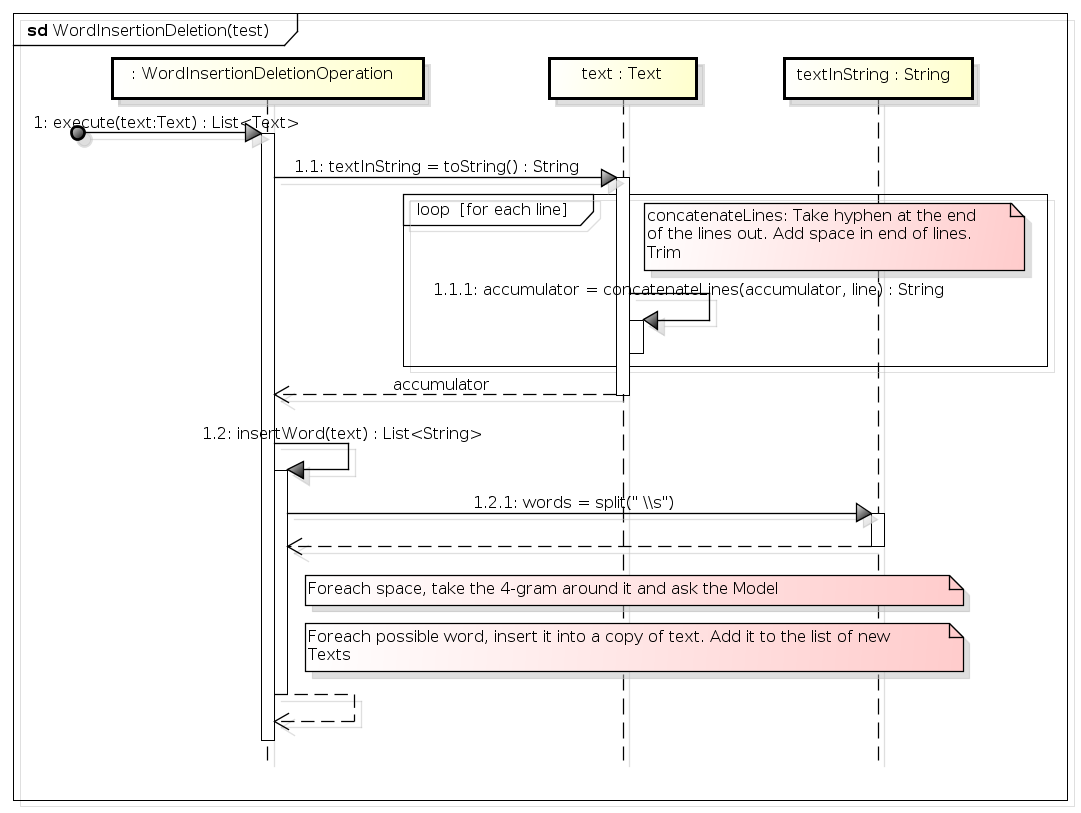 sd WordInsertionDeletion(test)
: WordInsertionDeletionOperation
text : Text
textInString : String
1: execute(text:Text) : List<Text>
1.1: textInString = toString() : String
loop [for each line]
concatenateLines: Take hyphen at the end
of the lines out. Add space in end of lines.
Trim
1.1.1: accumulator = concatenateLines(accumulator, line) : String
accumulator
1.2: insertWord(text) : List<String>
1.2.1: words = split(" \\s")
Foreach space, take the 4-gram around it and ask the Model
Foreach possible word, insert it into a copy of text. Add it to the list of new
Texts